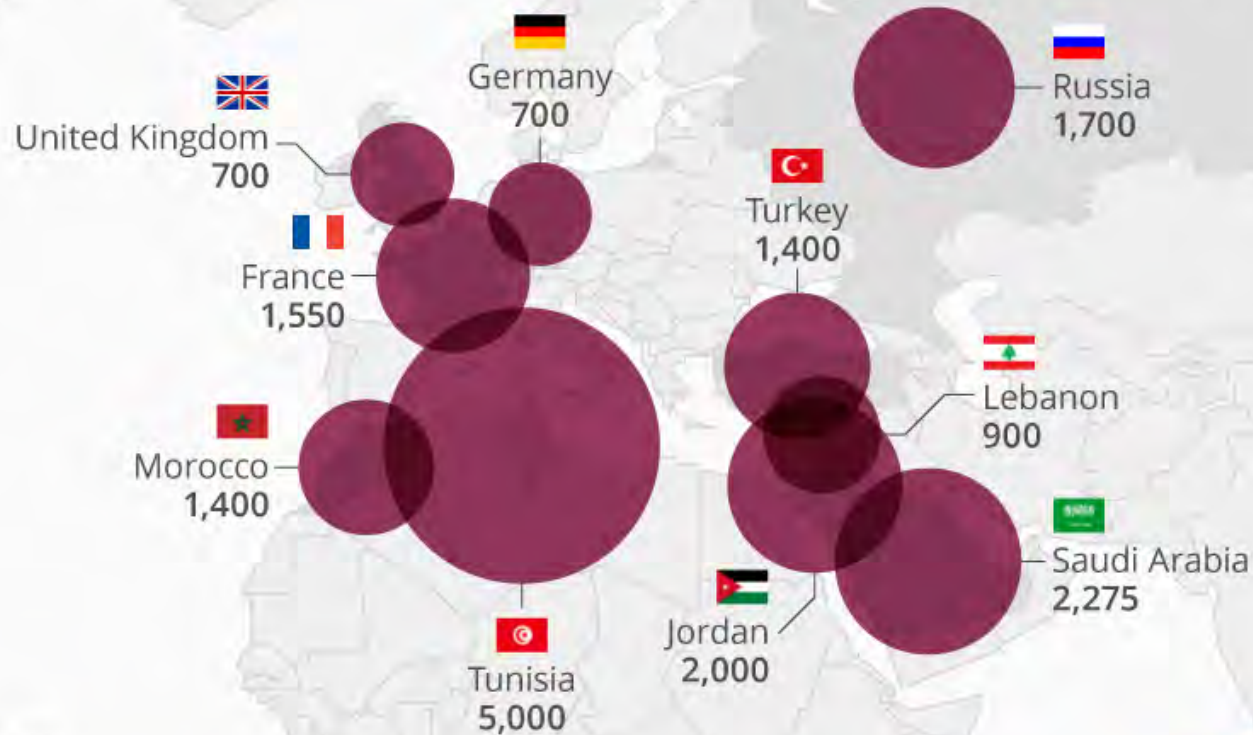 Germany
700
Russia
1,700
United Kingdom
700
Turkey
1,400
France
1,550
Lebanon
900
Morocco
1,400
Saudi Arabia
2,275
Jordan
2,000
Tunisia
5,000